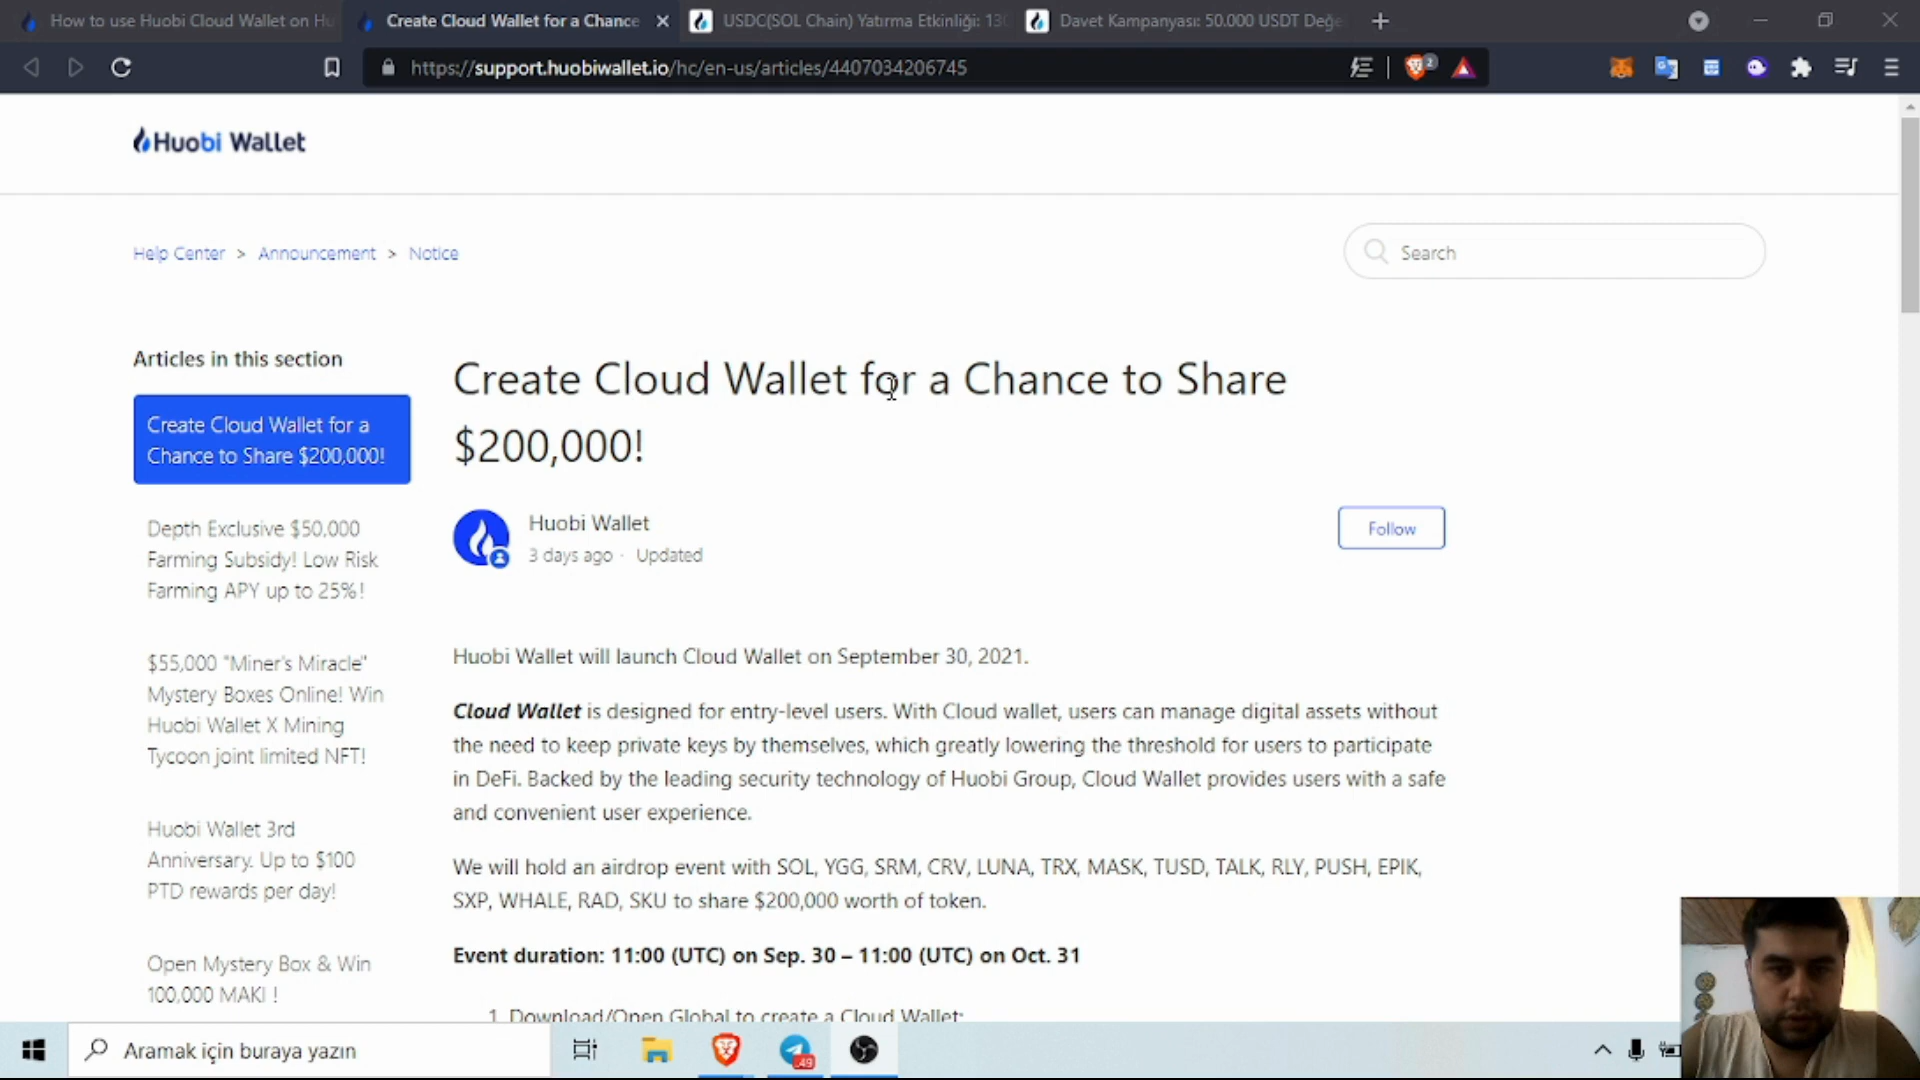 How to use Huobi Cloud Wallet on Hu
Create Cloud Wallet for a Chance
USDC(SOL Chain) Yatırma Etkinliği: 130
Davet Kampanyası: 50.000 USDT Değe
https://support.huobiwallet.io/hc/en-us/articles/4407034206745
2
Huobi Wallet
Help Center > Announcement > Notice
Search
Articles in this section
Create Cloud Wallet for a
Chance to Share $200,000!
Depth Exclusive $50,000
Farming Subsidy! Low Risk
Farming APY up to 25%!
$55,000 "Miner's Miracle"
Mystery Boxes Online! Win
Huobi Wallet X Mining
Tycoon joint limited NFT!
Huobi Wallet 3rd
Anniversary. Up to $100
PTD rewards per day!
Open Mystery Box & Win
100,000 MAKI !
Create Cloud Wallet for a Chance to Share
$200,000!
Huobi Wallet
3 days ago · Updated
Follow
Huobi Wallet will launch Cloud Wallet on September 30, 2021.
Cloud Wallet is designed for entry-level users. With Cloud wallet, users can manage digital assets without
the need to keep private keys by themselves, which greatly lowering the threshold for users to participate
in DeFi. Backed by the leading security technology of Huobi Group, Cloud Wallet provides users with a safe
and convenient user experience.
We will hold an airdrop event with SOL, YGG, SRM, CRV, LUNA, TRX, MASK, TUSD, TALK, RLY, PUSH, EPIK,
SXP, WHALE, RAD, SKU to share $200,000 worth of token.
Event duration: 11:00 (UTC) on Sep. 30 – 11:00 (UTC) on Oct. 31
1. Download/Open Global to create a Cloud Wallet;
Aramak için buraya yazın
49